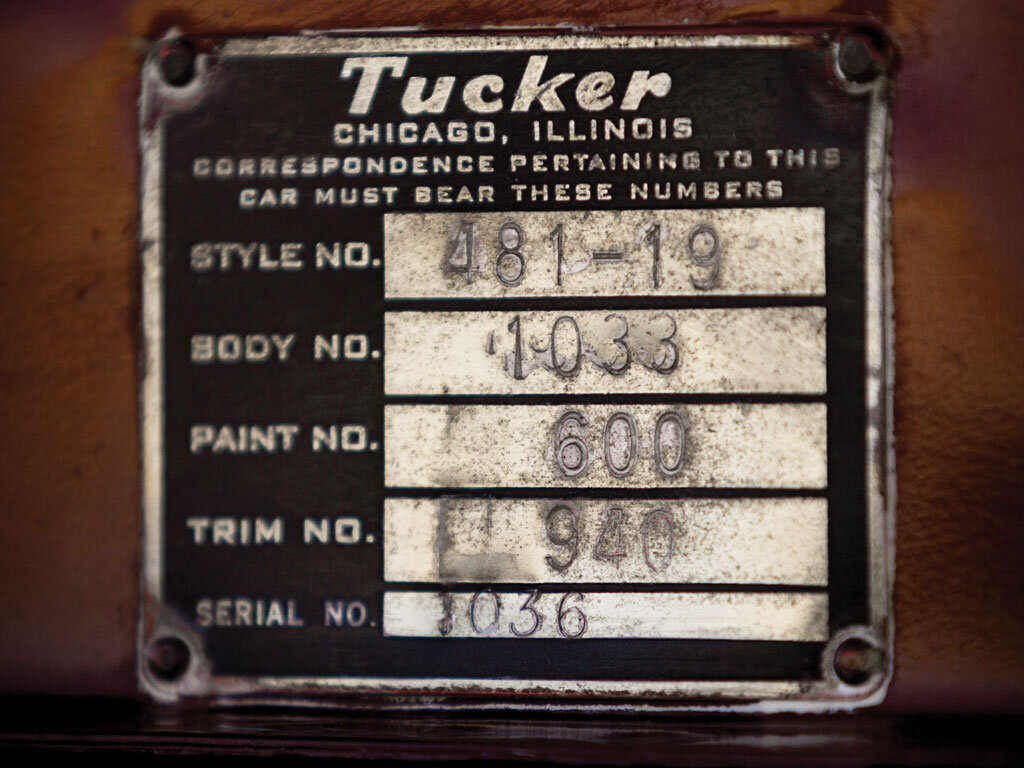 Tucker
CHICAGO, ILLINOIS
CORRESPONDENCE PERTAINING TO THIS
CAR MUST BEAR THESE NUMBERS
STYLE NO. 481-19
BODY NO. 1033
PAINT NO. 600
TRIM NO. 940
SERIAL NO. 1036